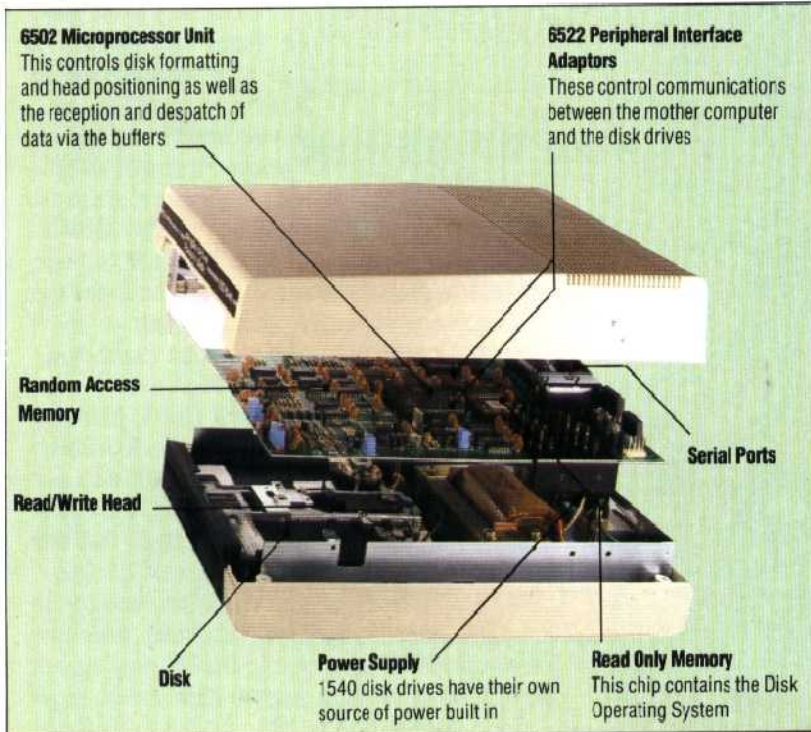 6502 Microprocessor Unit
This controls disk formatting
and head positioning as well as
the reception and despatch of
data via the buffers
6522 Peripheral Interface
Adaptors
These control communications
between the mother computer
and the disk drives
Random Access
Memory
Serial Ports
Read/Write Head
Disk
Power Supply
1540 disk drives have their own
source of power built in
Read Only Memory
This chip contains the Disk
Operating System